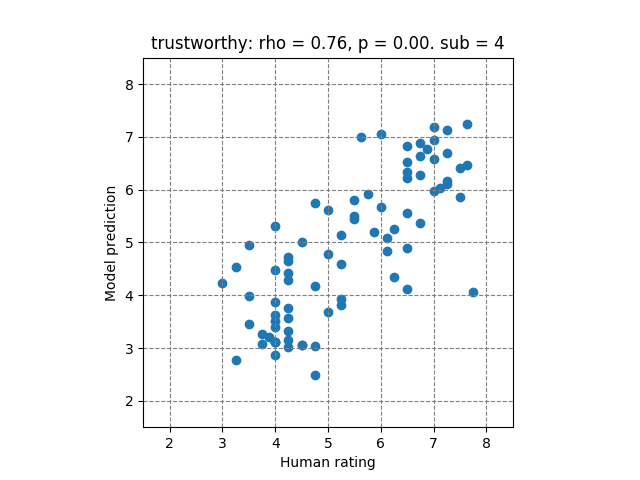 trustworthy: rho = 0.76, p = 0.00. sub = 4
8
7
6
5
4
3
2
Model prediction
2 3 4 5 6 7 8
Human rating